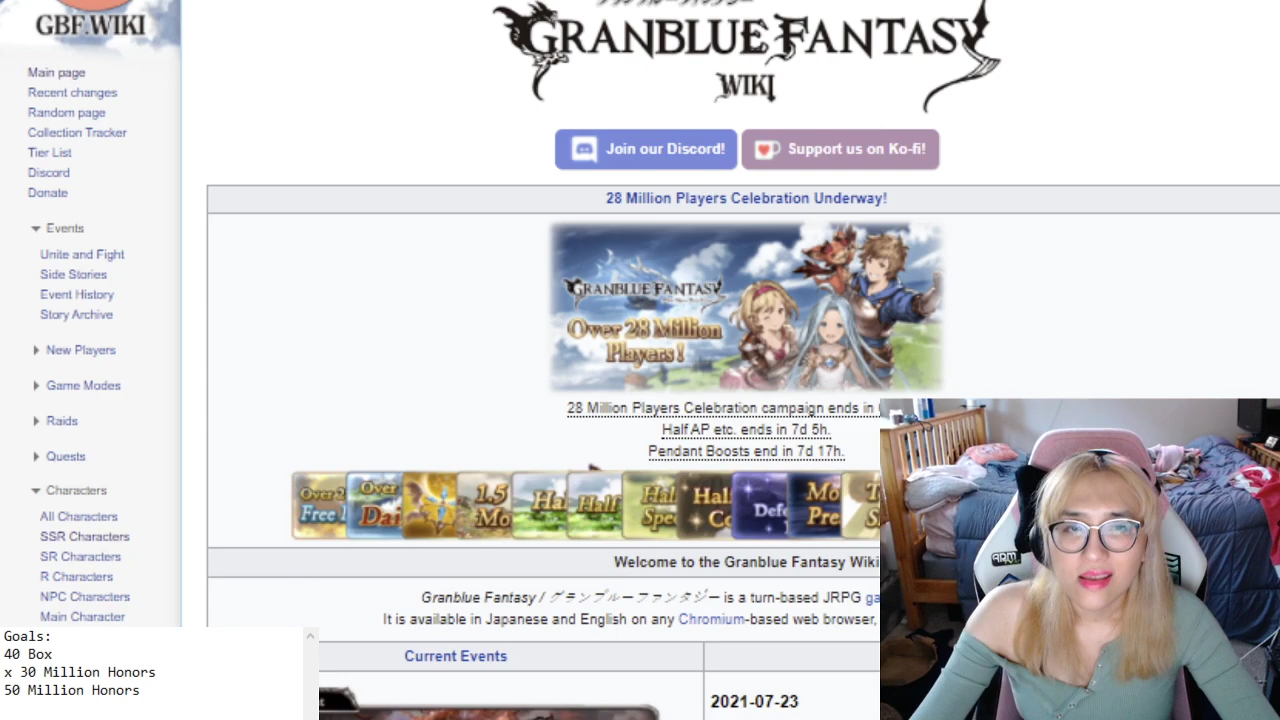 GBF.WIKI
Main page
Recent changes
Random page
Collection Tracker
Tier List
Discord
Donate
Events
Unite and Fight
Side Stories
Event History
Story Archive
New Players
Game Modes
Raids
Quests
Characters
All Characters
SSR Characters
SR Characters
R Characters
NPC Characters
Main Character
GRANBLUE FANTASY
WIKI
Join our Discord!
Support us on Ko-fi!
28 Million Players Celebration Underway!
GRANBLUE FANTASY
Over 28 Million
Players!
28 Million Players Celebration campaign ends in
Half AP etc. ends in 7d 5h.
Pendant Boosts end in 7d 17h.
Welcome to the Granblue Fantasy Wiki
Granblue Fantasy / グランブルーファンタジー is a turn-based JRPG
It is available in Japanese and English on any Chromium-based web browser,
Current Events
2021-07-23
Goals:
40 Box
x 30 Million Honors
50 Million Honors